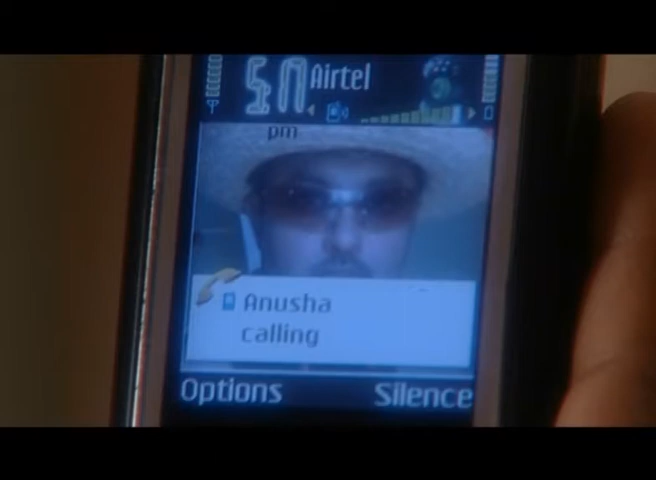 Airtel
pm
Anusha
calling
Options
Silence